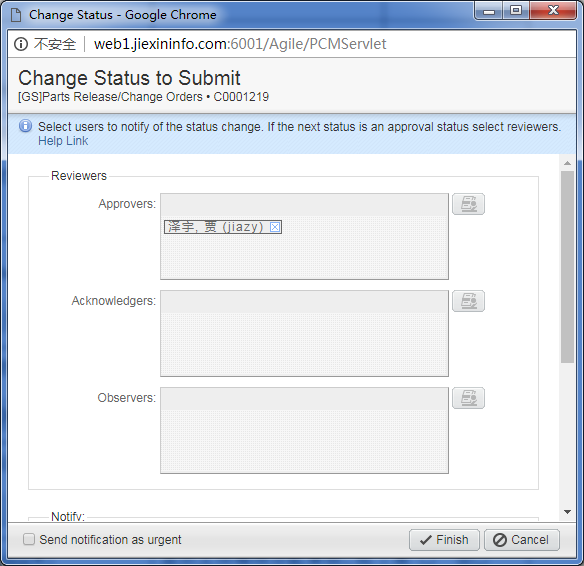 Change Status - Google Chrome
不安全 web1.jiexininfo.com:6001/Agile/PCMServlet
Change Status to Submit
[GS]Parts Release/Change Orders • C0001219
Select users to notify of the status change. If the next status is an approval status select reviewers.
Help Link
Reviewers
Approvers:
泽宇, 贾 (jiazy)
Acknowledgers:
Observers:
Notify:
Send notification as urgent
Finish
Cancel